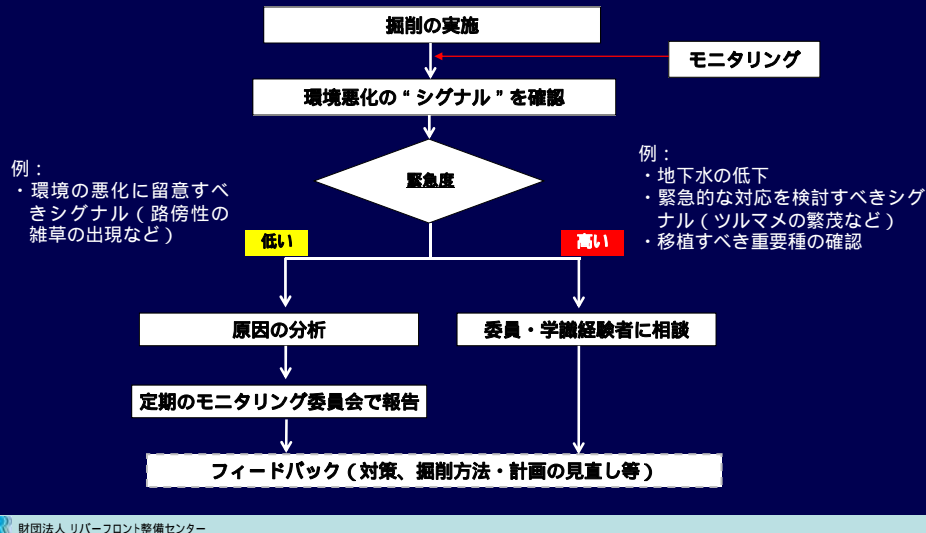 掘削の実施
モニタリング
環境悪化の“シグナル”を確認
例：
・環境の悪化に留意すべ
きシグナル（路傍性の
雑草の出現など）
緊急度
例：
・地下水の低下
・緊急的な対応を検討すべきシグ
ナル（ツルマメの繁茂など）
・移植すべき重要種の確認
低い
高い
原因の分析
委員・学識経験者に相談
定期のモニタリング委員会で報告
フィードバック（対策、掘削方法・計画の見直し等）
財団法人 リバーフロント整備センター